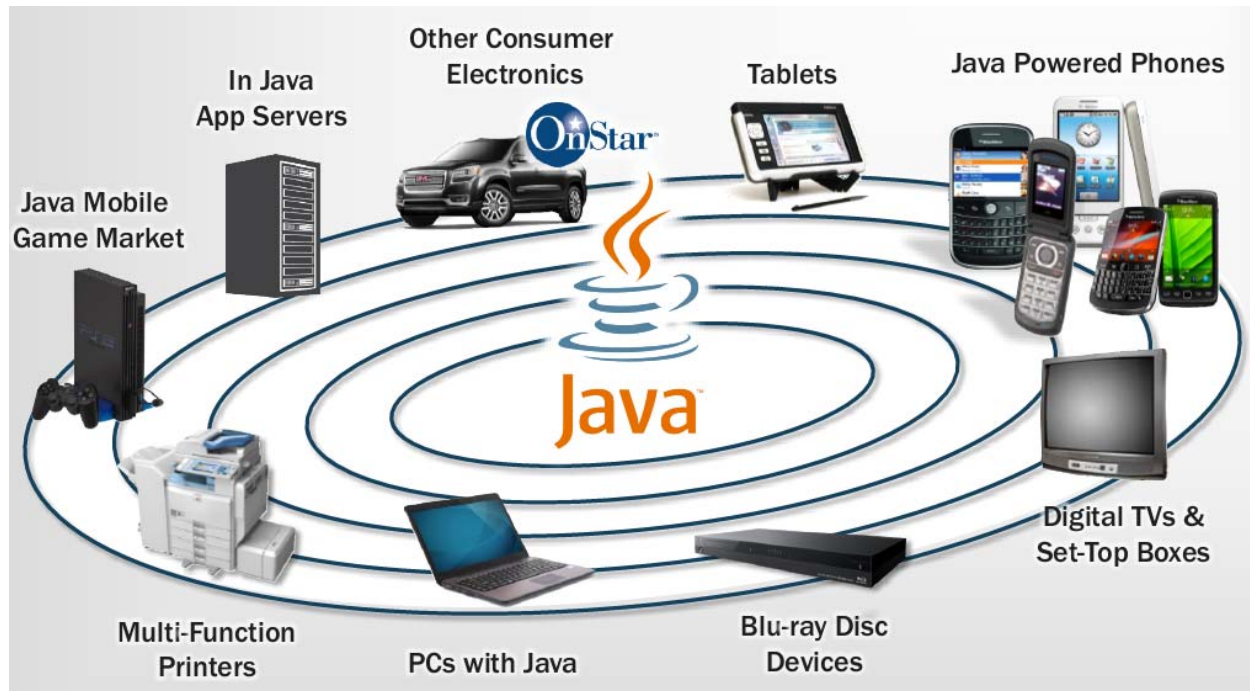 Other Consumer
Electronics
OnStar
In Java
App Servers
Tablets
Java Powered Phones
Java Mobile
Game Market
Java™
Digital TVs &
Set-Top Boxes
Multi-Function
Printers
PCs with Java
Blu-ray Disc
Devices